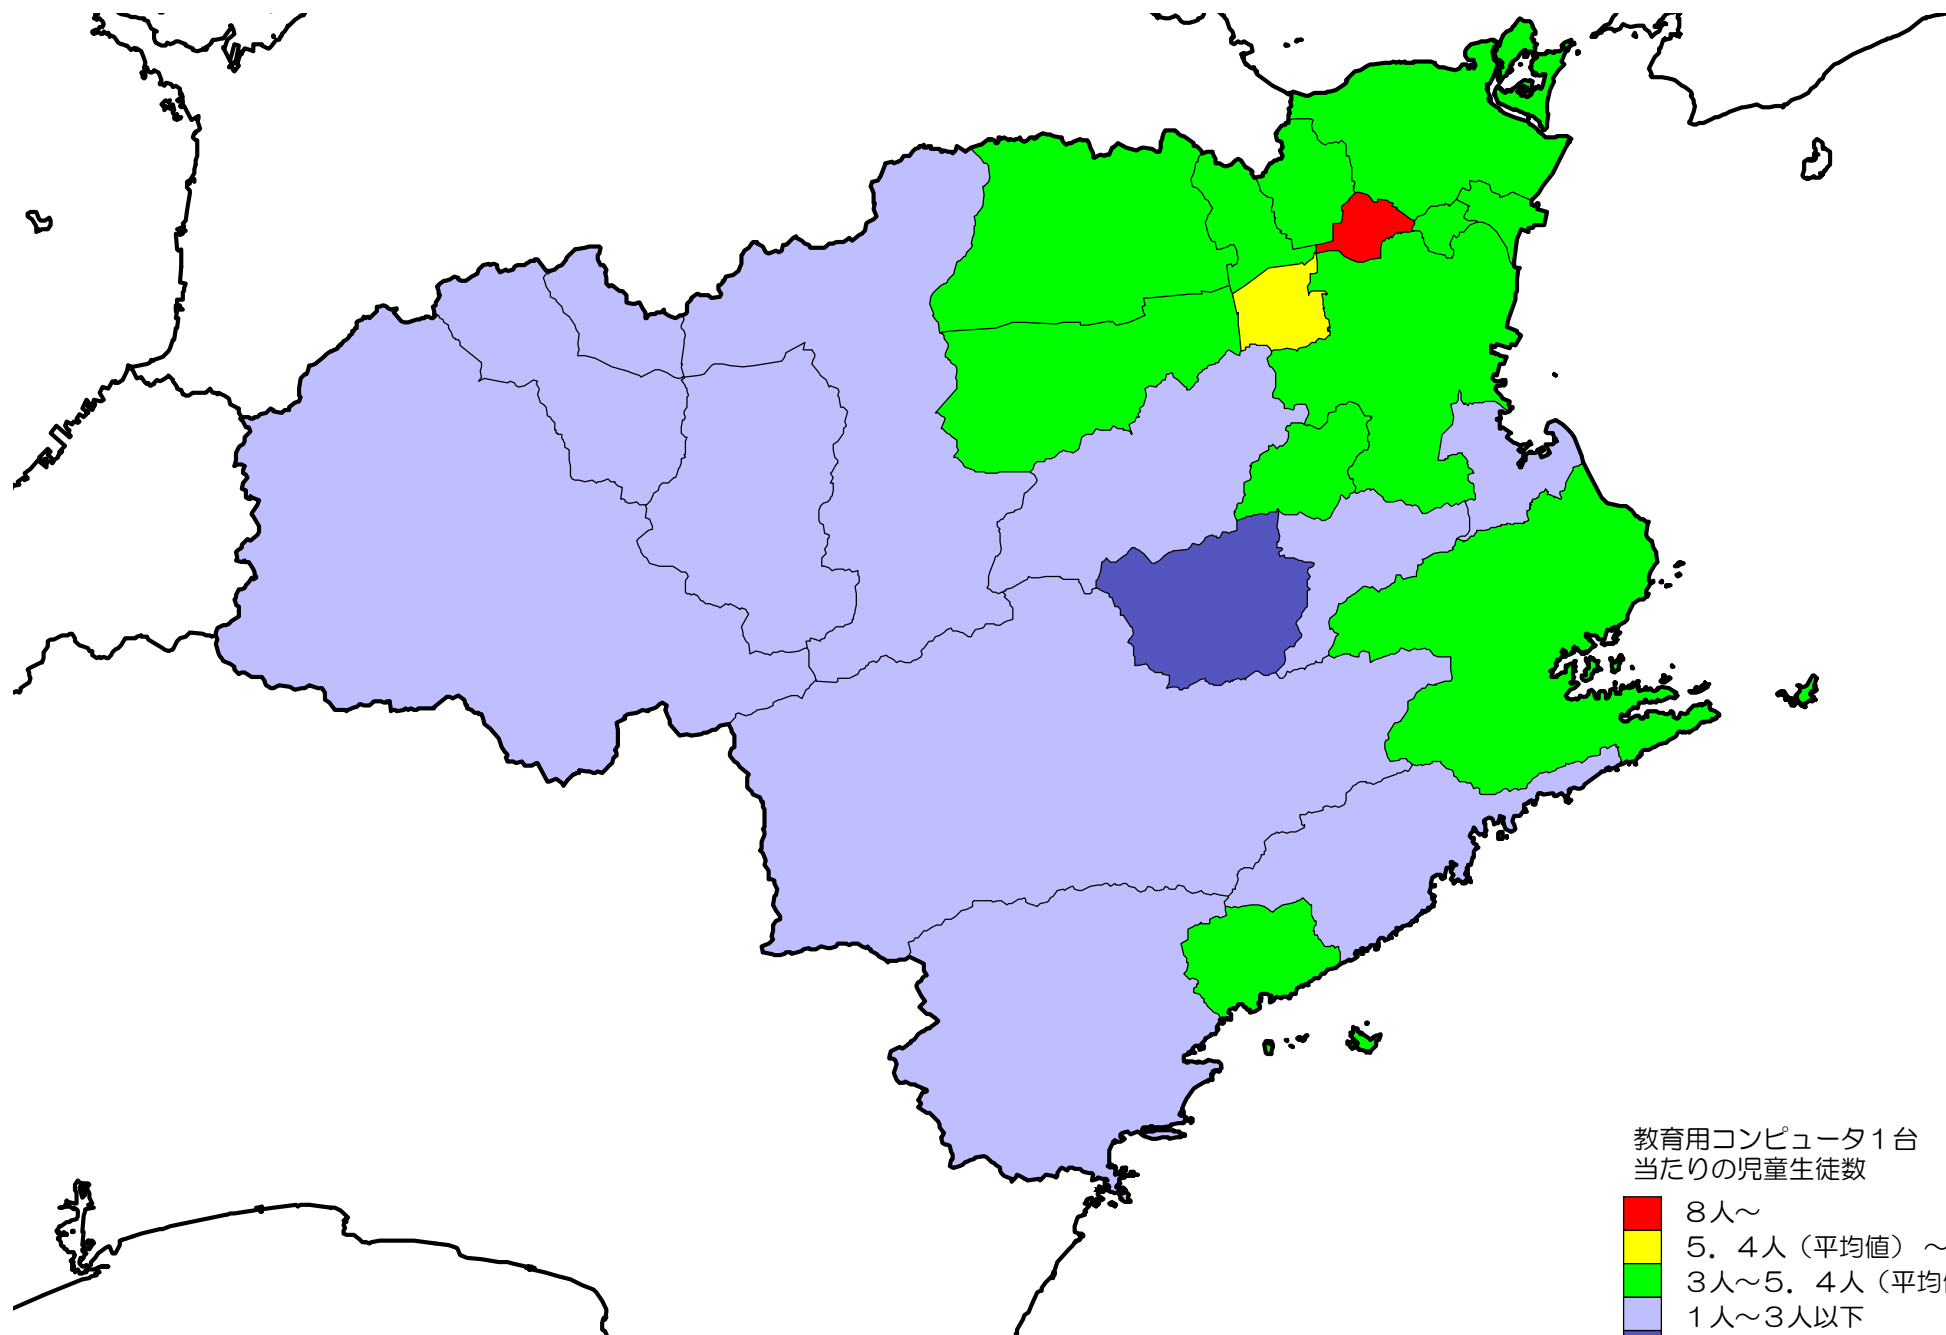 教育用コンピュータ１台
当たりの児童生徒数
８人～
５．４人（平均値）～
３人～５．４人（平均
１人～３人以下